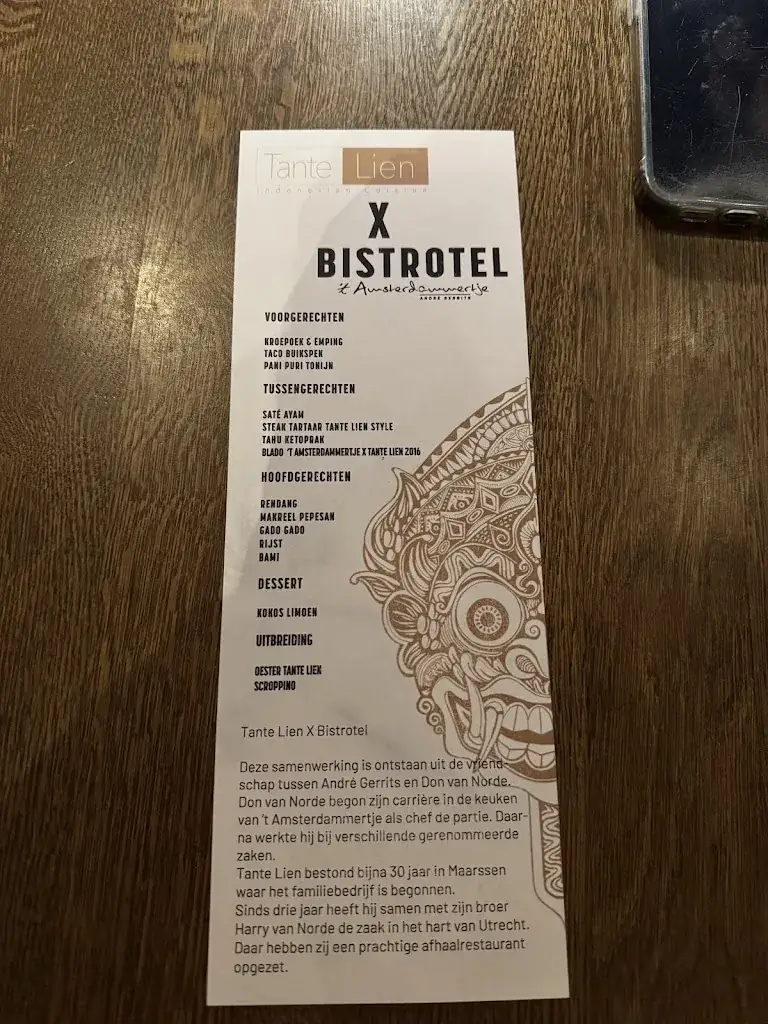 Tante Lien
Indonesian Cuisine
X
BISTROTEL
't Amsterdammertje
ANDRÉ GERRITS
VOORGERECHTEN
KROEPOEK & EMPING
TACO BUIKSPEK
PANI PURI TONIJN
TUSSENGERECHTEN
SATÉ AYAM
STEAK TARTAAR TANTE LIEN STYLE
TAHU KETOPRAK
BLADO 'T AMSTERDAMMERTJE X TANTE LIEN 2016
HOOFDGERECHTEN
RENDANG
MAKREEL PEPESAN
GADO GADO
RIJST
BAMI
DESSERT
KOKOS LIMOEN
UITBREIDING
OESTER TANTE LIEK
SCROPPINO
Tante Lien X Bistrotel
Deze samenwerking is ontstaan uit de vriend-
schap tussen André Gerrits en Don van Norde.
Don van Norde begon zijn carrière in de keuken
van 't Amsterdammertje als chef de partie. Daar-
na werkte hij bij verschillende gerenommeerde
zaken.
Tante Lien bestond bijna 30 jaar in Maarssen
waar het familiebedrijf is begonnen.
Sinds drie jaar heeft hij samen met zijn broer
Harry van Norde de zaak in het hart van Utrecht.
Daar hebben zij een prachtige afhaalrestaurant
opgezet.